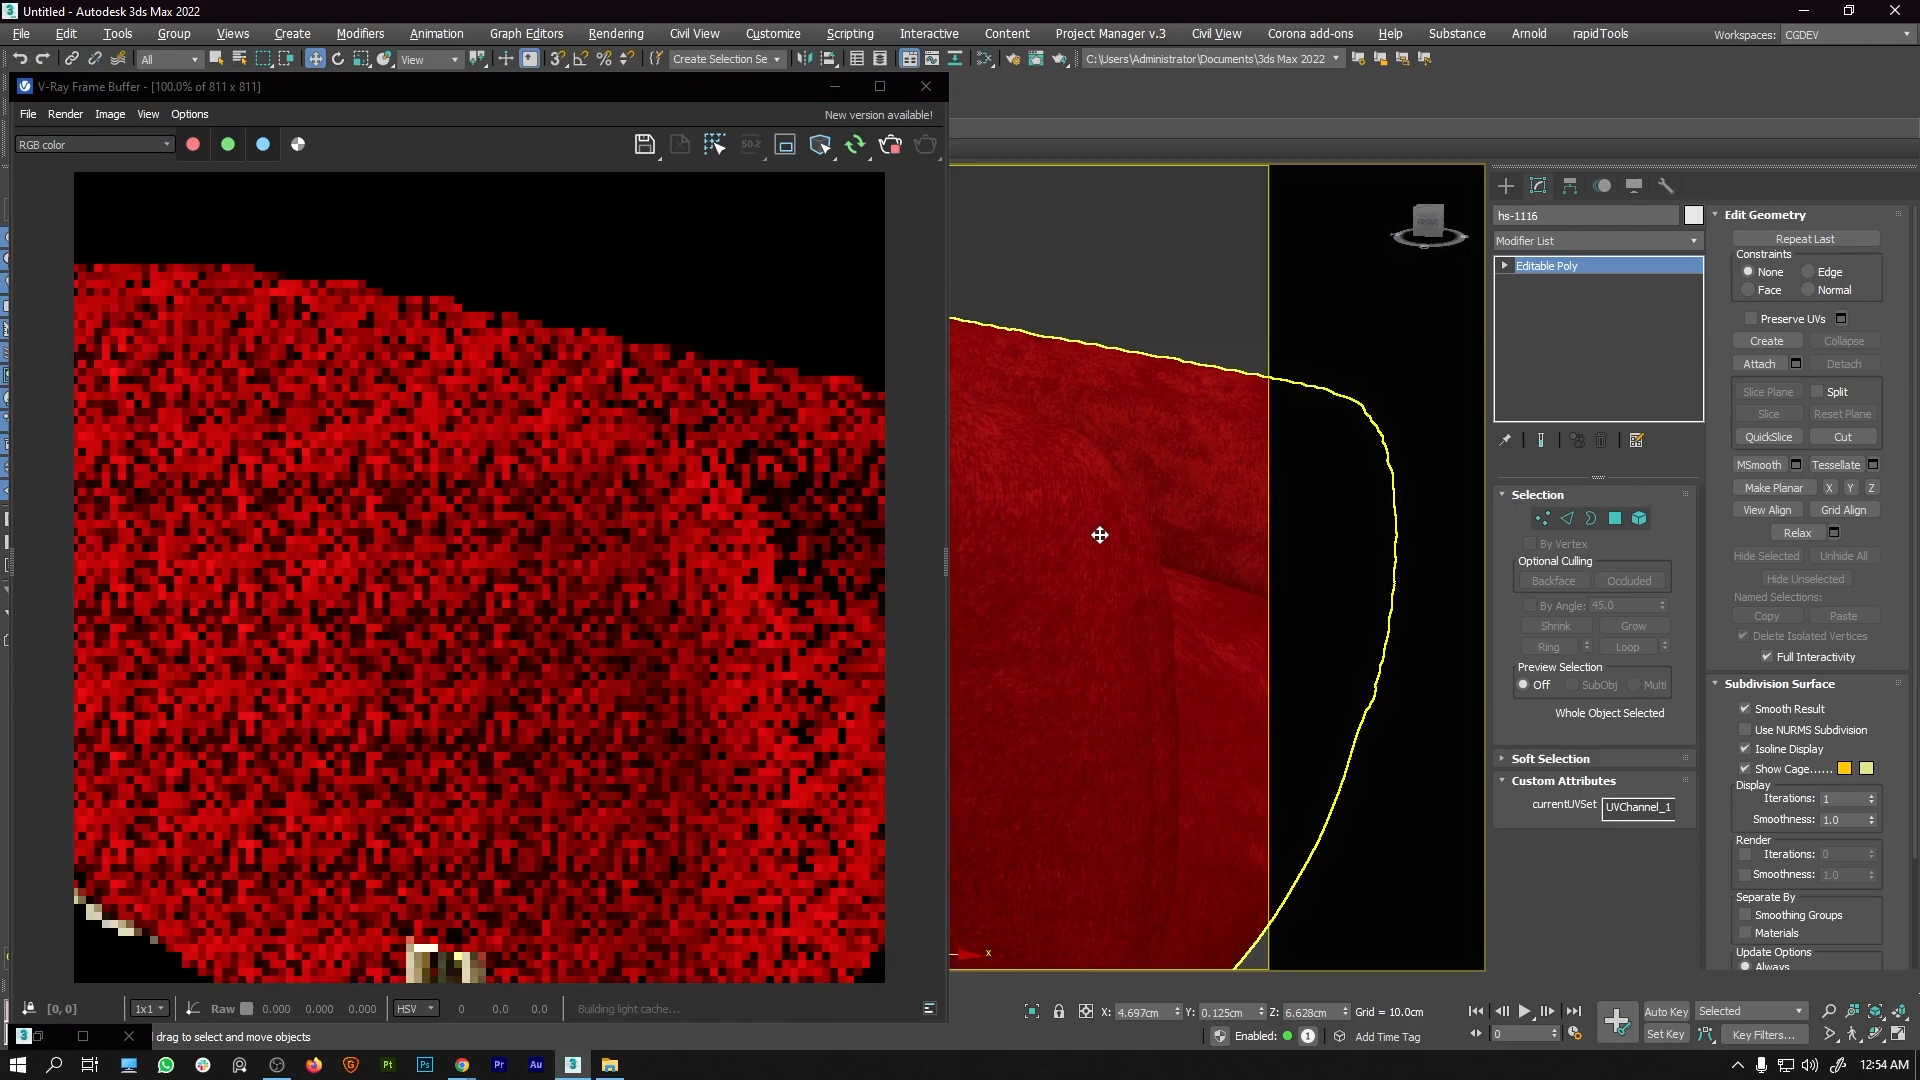 Untitled - Autodesk 3ds Max 2022
File Edit Tools Group Views Create Modifiers Animation Graph Editors Rendering Civil View Customize Scripting Interactive Content Project Manager v.3 Civil View Corona add-ons Help Substance Arnold rapidTools Workspaces: CGDEV
All View Create Selection Se C:\Users\Administrator\Documents\3ds Max 2022
V-Ray Frame Buffer - [100.0% of 811 x 811]
File Render Image View Options New version available!
RGB color 50%
FRONT
hs-1116
Modifier List
Editable Poly
Selection
By Vertex
Optional Culling
Backface Occluded
By Angle: 45.0
Shrink Grow
Ring Loop
Preview Selection
Off SubObj Multi
Whole Object Selected
Soft Selection
Custom Attributes
currentUVSet UVChannel_1
Edit Geometry
Repeat Last
Constraints
None Edge
Face Normal
Preserve UVs
Create Collapse
Attach Detach
Slice Plane Split
Slice Reset Plane
QuickSlice Cut
MSmooth Tessellate
Make Planar X Y Z
View Align Grid Align
Relax
Hide Selected Unhide All
Hide Unselected
Named Selections:
Copy Paste
Delete Isolated Vertices
Full Interactivity
Subdivision Surface
Smooth Result
Use NURMS Subdivision
Isoline Display
Show Cage......
Display
Iterations: 1
Smoothness: 1.0
Render
Iterations: 0
Smoothness: 1.0
Separate By
Smoothing Groups
Materials
Update Options
Always
x
[0, 0] 1x1 Raw 0.000 0.000 0.000 HSV 0 0.0 0.0 Building light cache...
drag to select and move objects
X: 4.697cm Y: 0.125cm Z: 6.628cm Grid = 10.0cm
Enabled: 1 Add Time Tag
0
Auto Key Selected
Set Key Key Filters...
Pt Ps Pr Au 3
12:54 AM